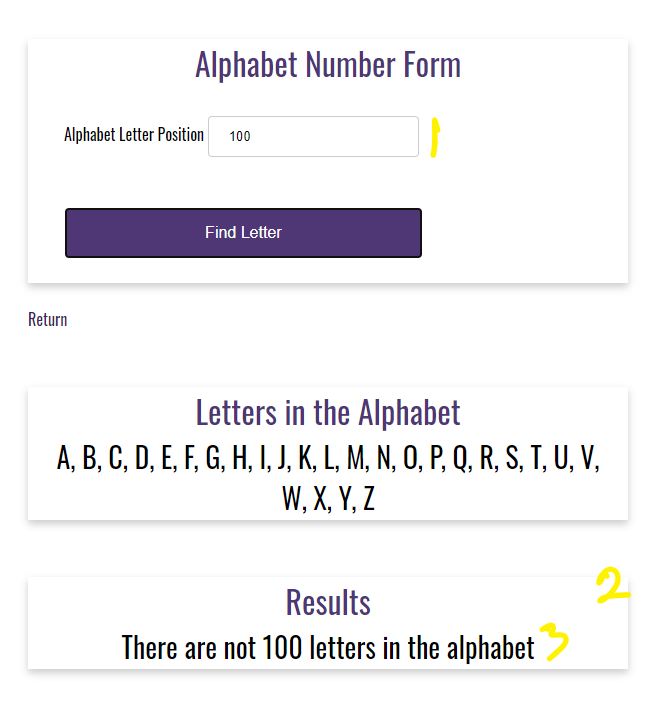 Alphabet Number Form
Alphabet Letter Position 100 1
Find Letter
Return
Letters in the Alphabet
A, B, C, D, E, F, G, H, I, J, K, L, M, N, O, P, Q, R, S, T, U, V,
W, X, Y, Z
2
Results
There are not 100 letters in the alphabet 3